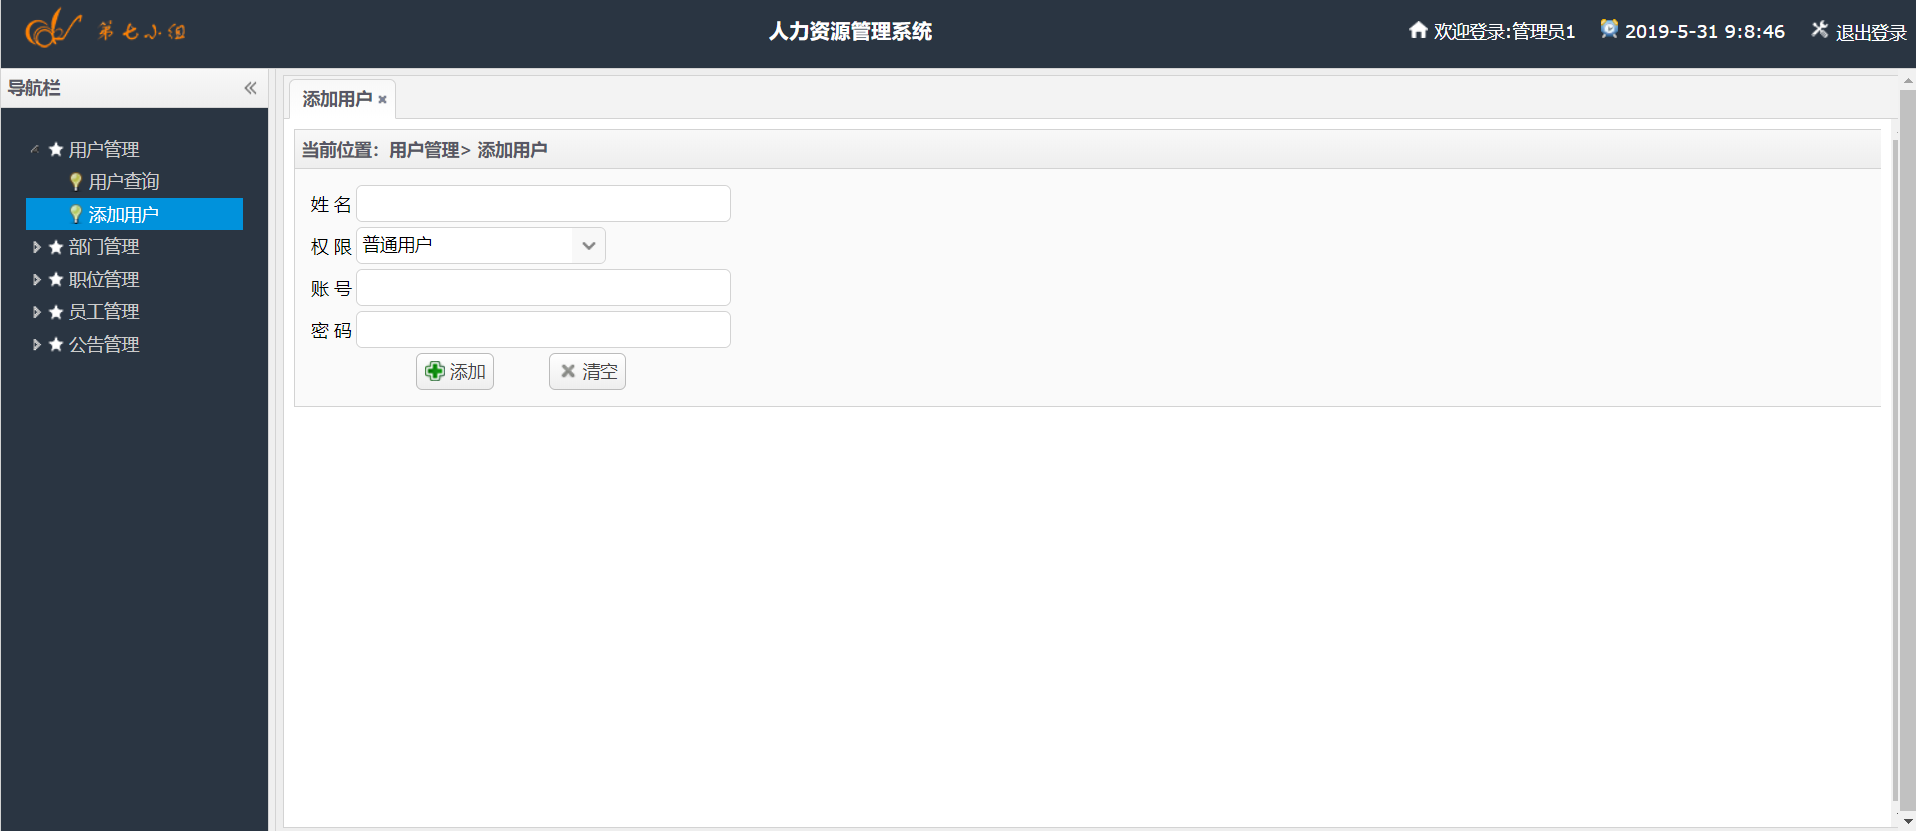 第七小组
人力资源管理系统
欢迎登录:管理员1
2019-5-31 9:8:46
退出登录
导航栏
用户管理
用户查询
添加用户
部门管理
职位管理
员工管理
公告管理
添加用户
当前位置：用户管理> 添加用户
姓 名
权 限 普通用户
账 号
密 码
添加 清空